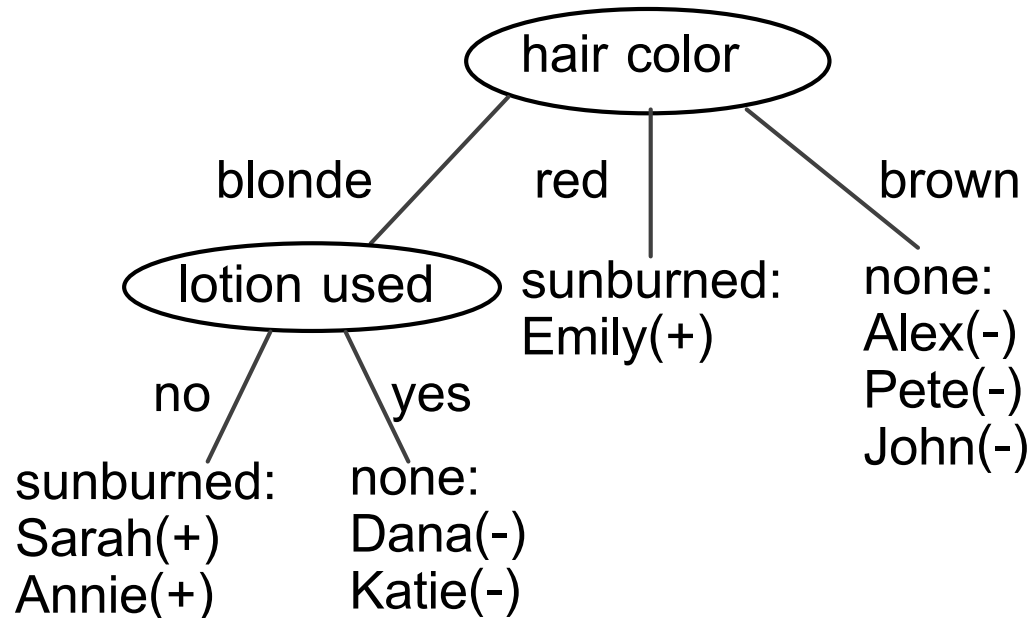 hair color
blonde
red
brown
lotion used
sunburned:
Emily(+)
none:
Alex(-)
Pete(-)
John(-)
no
yes
sunburned:
Sarah(+)
Annie(+)
none:
Dana(-)
Katie(-)